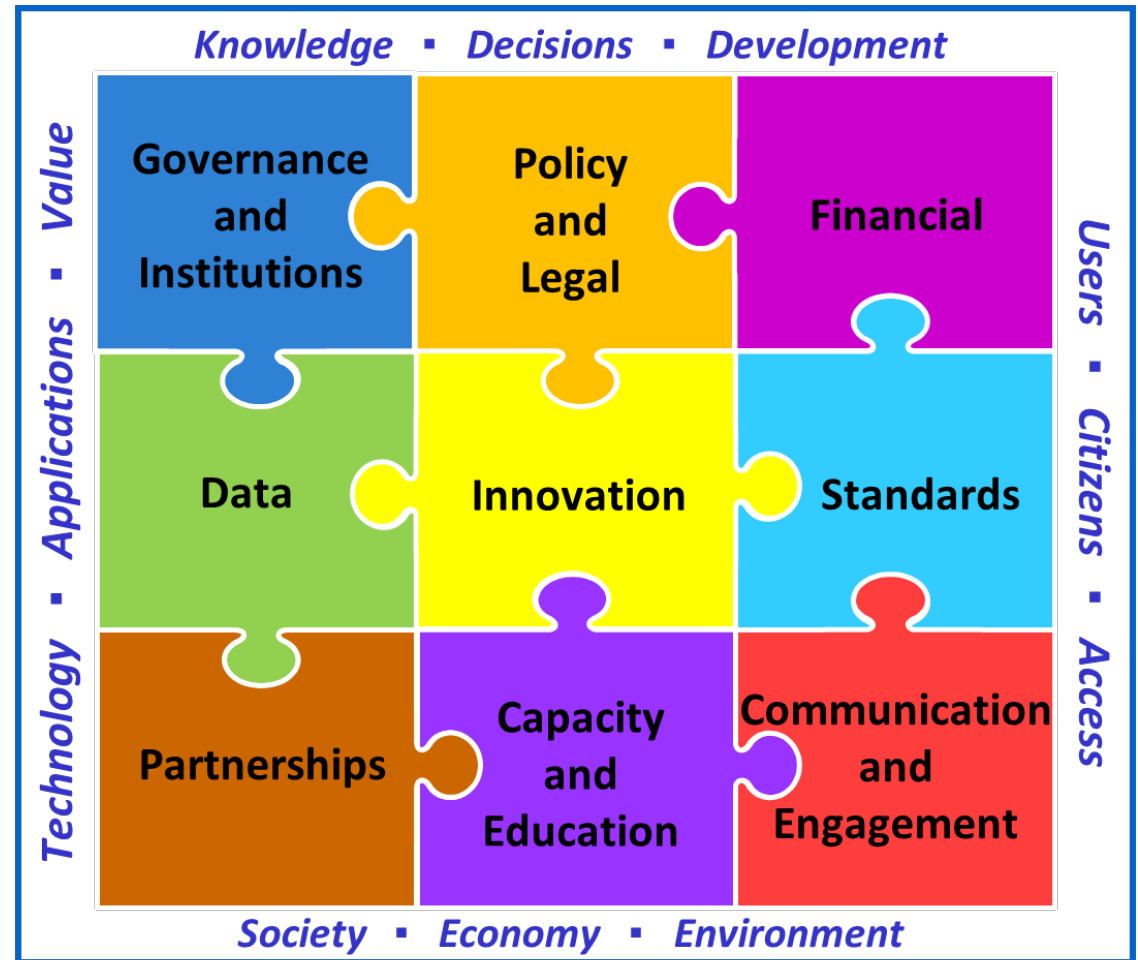 Knowledge ▪ Decisions ▪ Development
Technology ▪ Applications ▪ Value
Governance
and
Institutions
Policy
and
Legal
Financial
Users ▪ Citizens ▪ Access
Data
Innovation
Standards
Partnerships
Capacity
and
Education
Communication
and
Engagement
Society ▪ Economy ▪ Environment